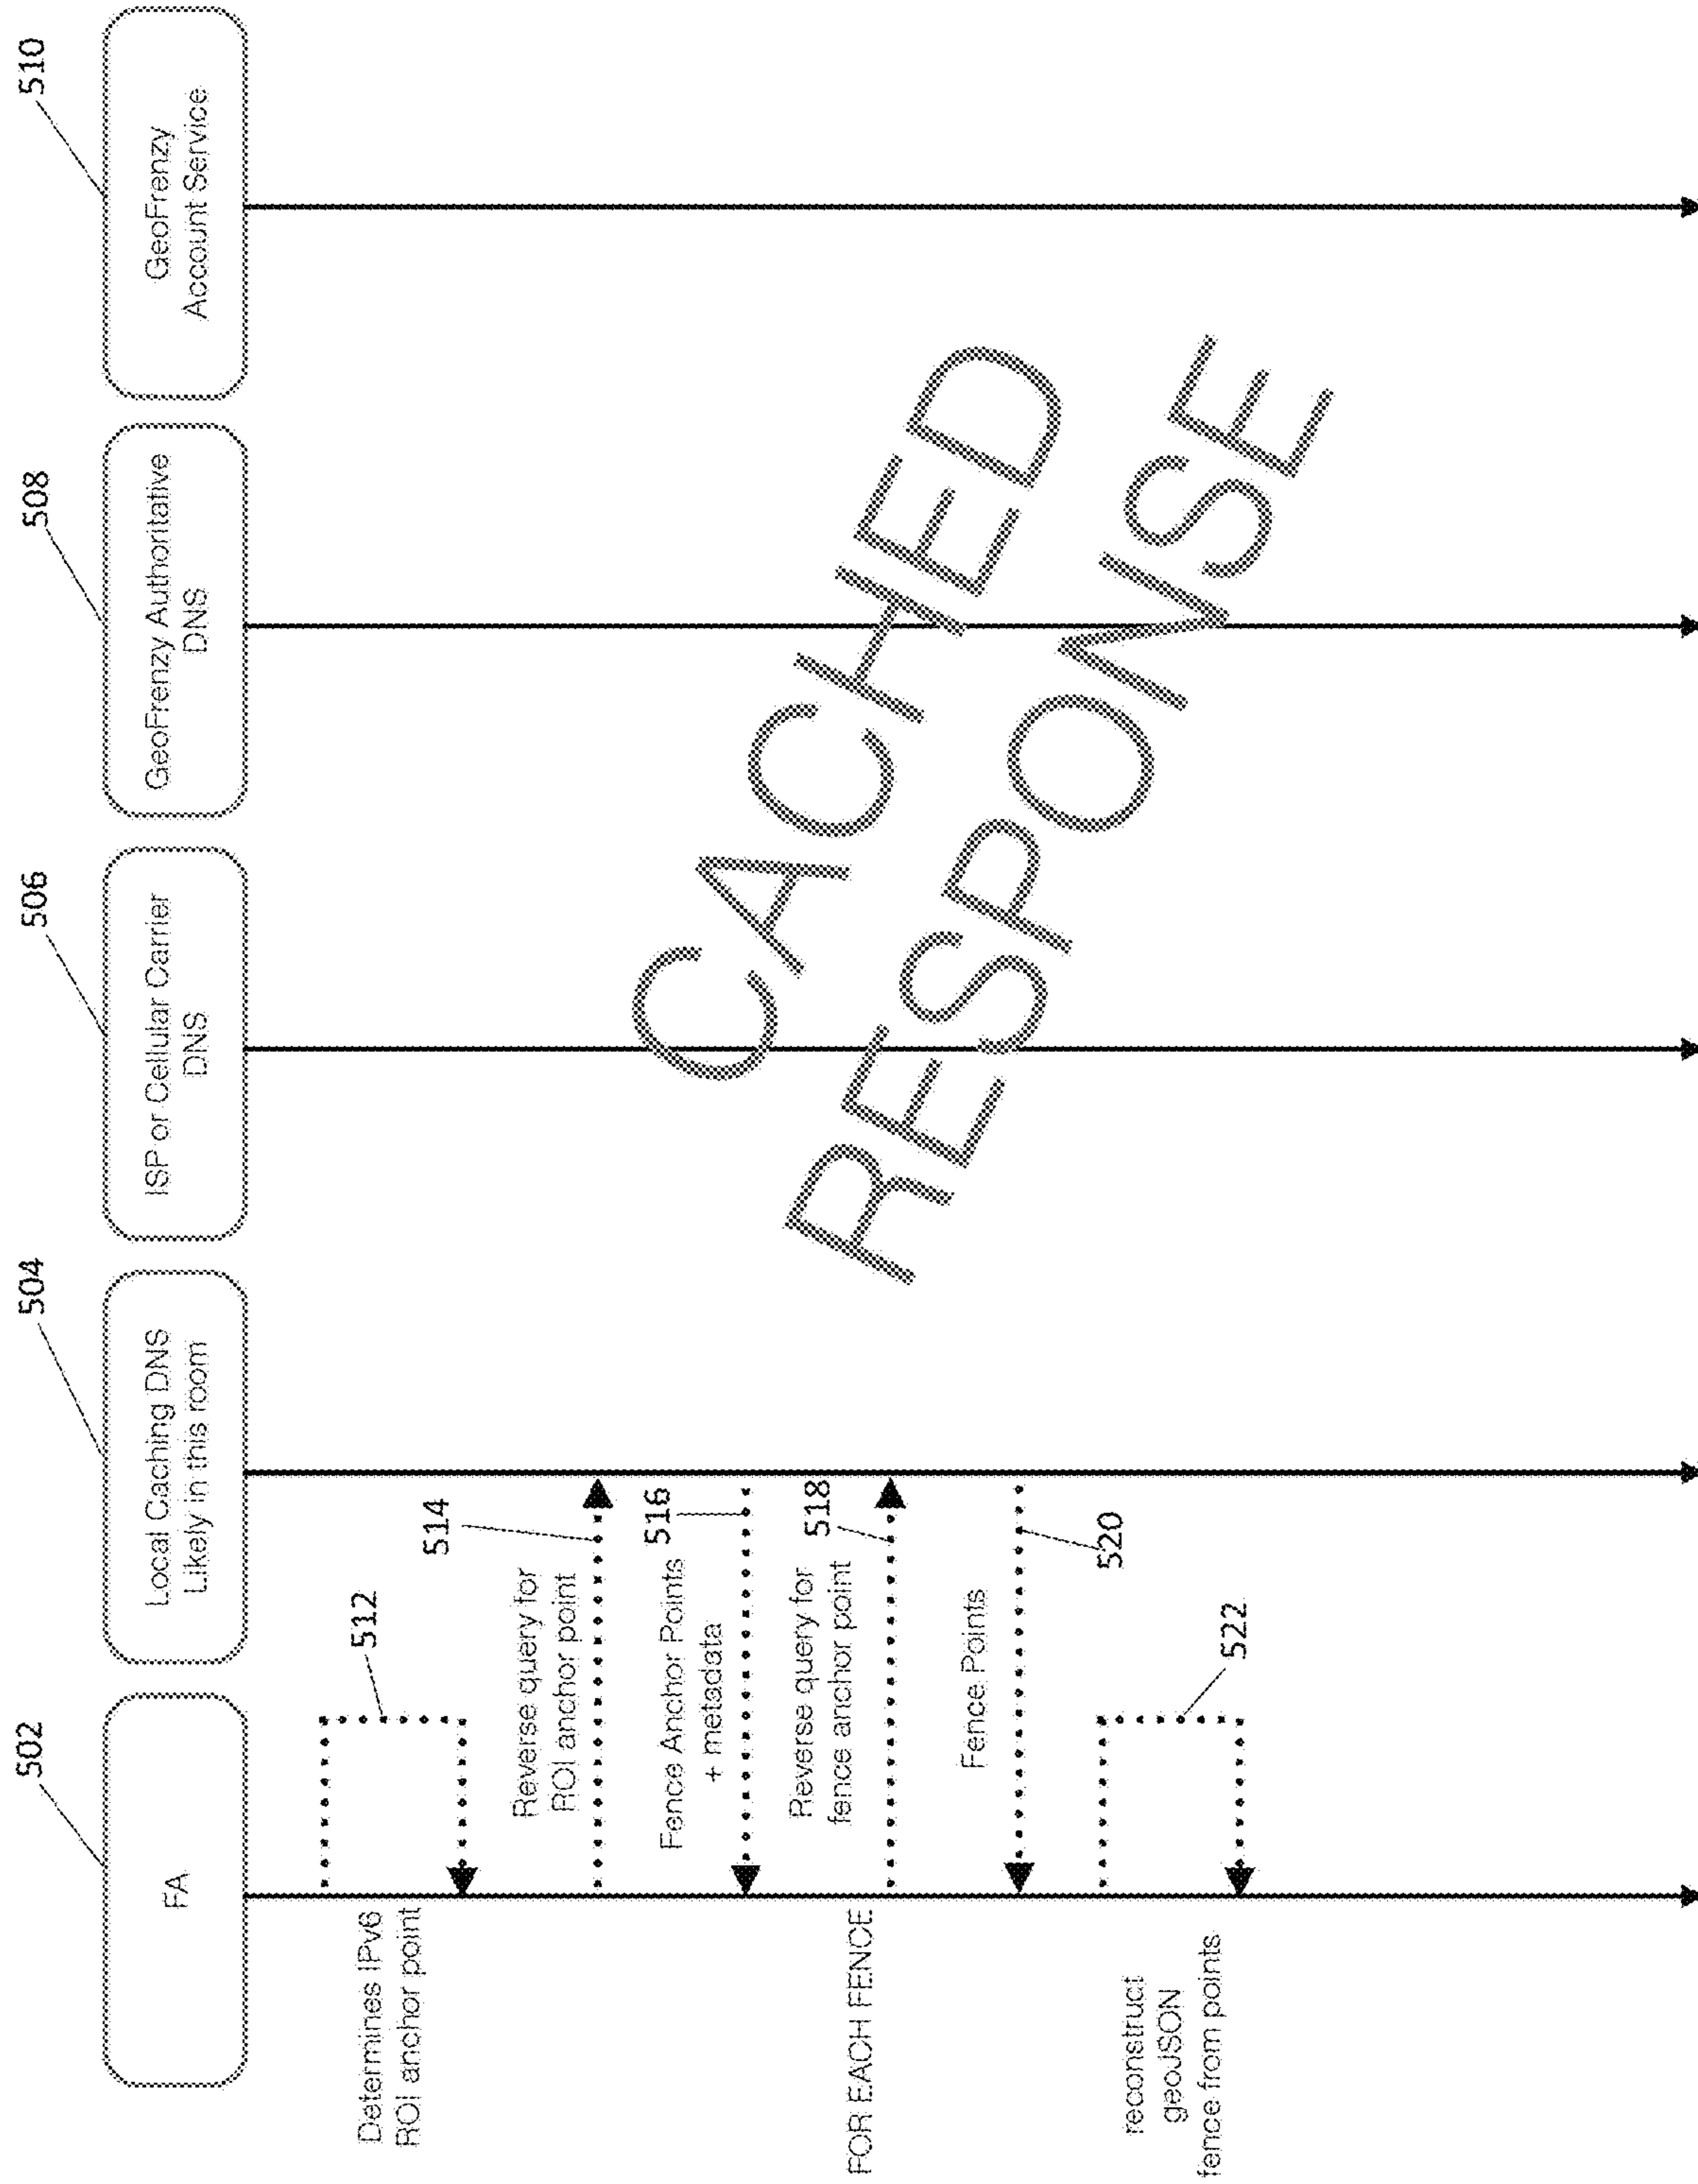 502
504
506
508
510
FA
Local Caching DNS
Likely in this room
ISP or Cellular Carrier
DNS
GeoFrenzy Authoritative
DNS
GeoFrenzy
Account Service
Determines IPv6
ROI anchor point
512
Reverse query for
ROI anchor point
514
Fence Anchor Points
+ metadata
516
FOR EACH FENCE
Reverse query for
fence anchor point
518
Fence Points
520
reconstruct
geoJSON
fence from points
522
CACHED
RESPONSE